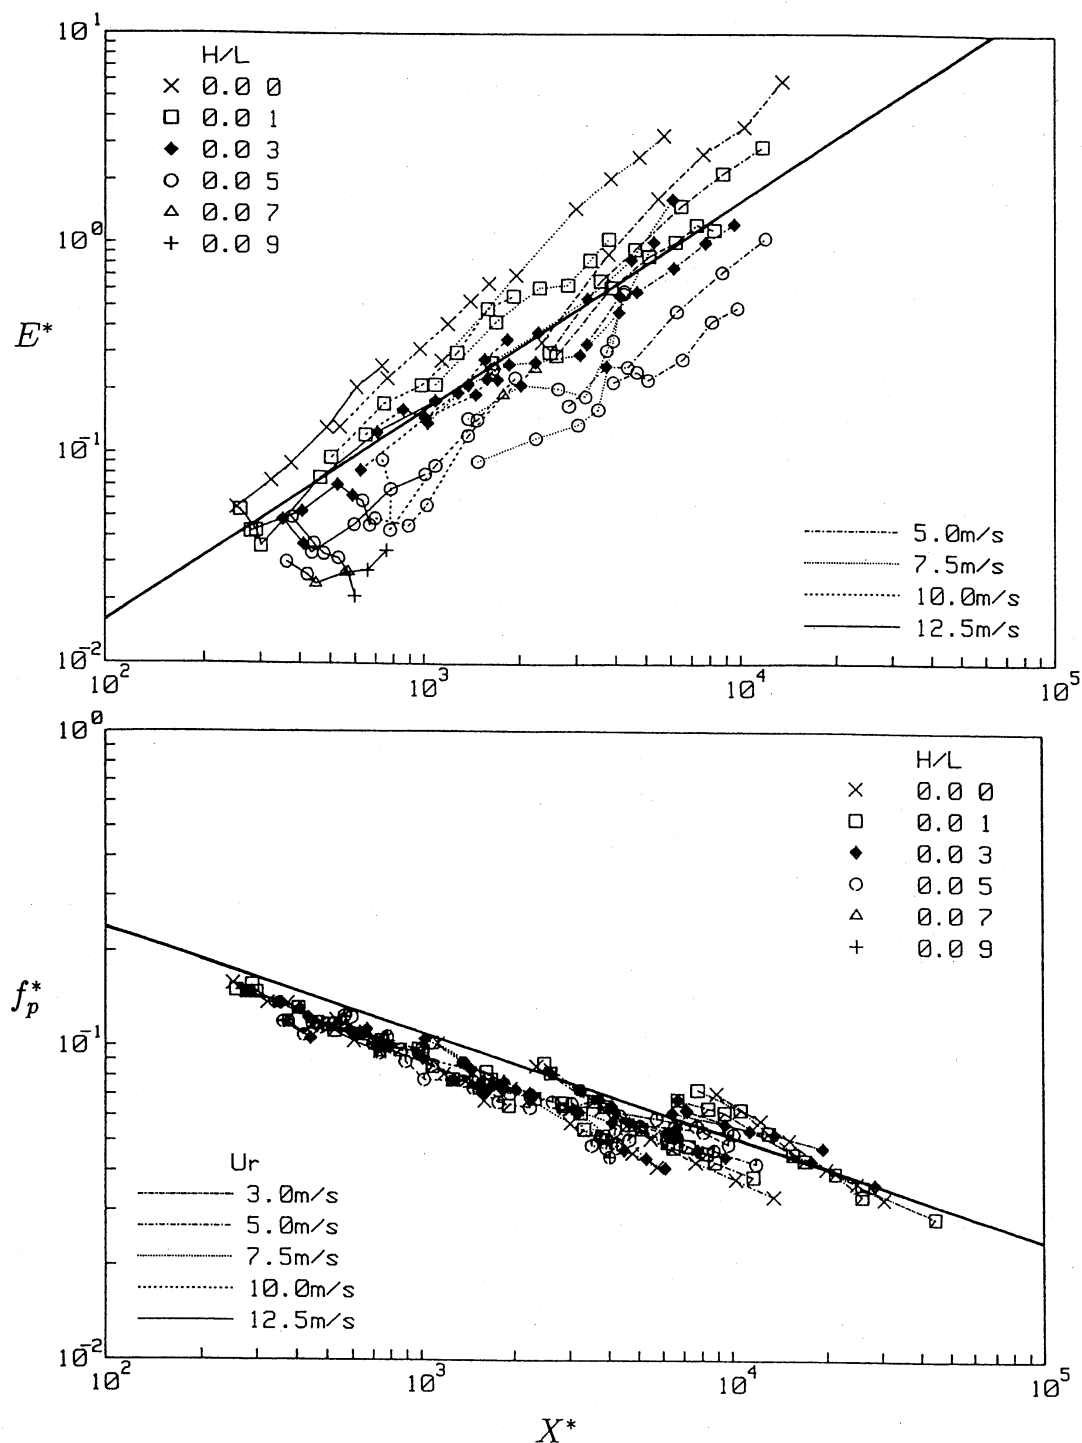 10^1
H/L
× 0.0 0
□ 0.0 1
◆ 0.0 3
○ 0.0 5
△ 0.0 7
+ 0.0 9
10^0
E*
10^-1
5.0m/s
7.5m/s
10.0m/s
12.5m/s
10^-2
10^2 10^3 10^4 10^5
10^0
H/L
× 0.0 0
□ 0.0 1
◆ 0.0 3
○ 0.0 5
△ 0.0 7
+ 0.0 9
f_p^*
10^-1
Ur
3.0m/s
5.0m/s
7.5m/s
10.0m/s
12.5m/s
10^-2
10^2 10^3 10^4 10^5
X*